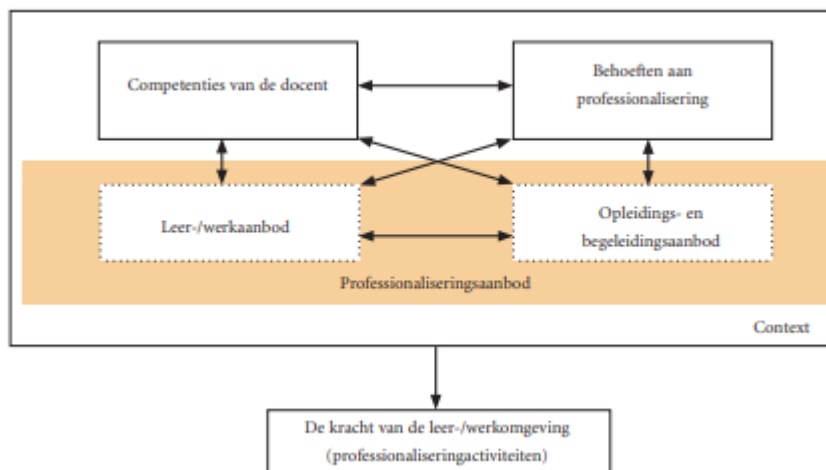 Competenties van de docent
Behoeften aan
professionalisering
Leer-/werkaanbod
Opleidings- en
begeleidingsaanbod
Professionaliseringsaanbod
Context
De kracht van de leer-/werkomgeving
(professionaliseringactiviteiten)